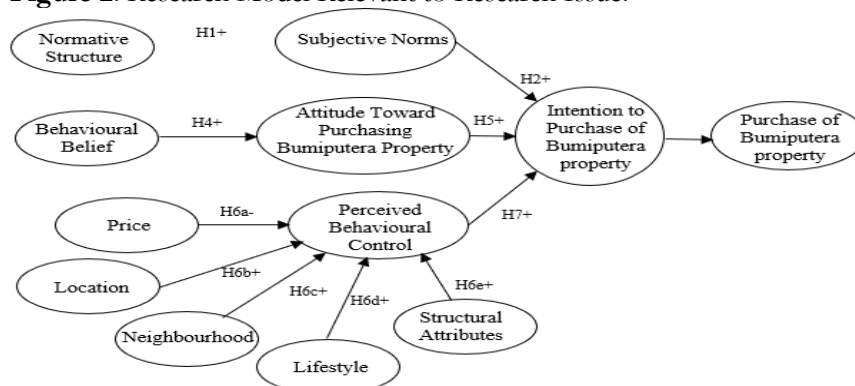 Figure 2. Research Model Relevant to Research Issue.
Normative
Structure
H1+
Subjective Norms
H2+
Behavioural
Belief
H4+
Attitude Toward
Purchasing
Bumiputera Property
H5+
Intention to
Purchase of
Bumiputera
property
Purchase of
Bumiputera
property
Price
H6a-
Perceived
Behavioural
Control
H7+
Location
H6b+
Neighbourhood
H6c+
Lifestyle
H6d+
Structural
Attributes
H6e+